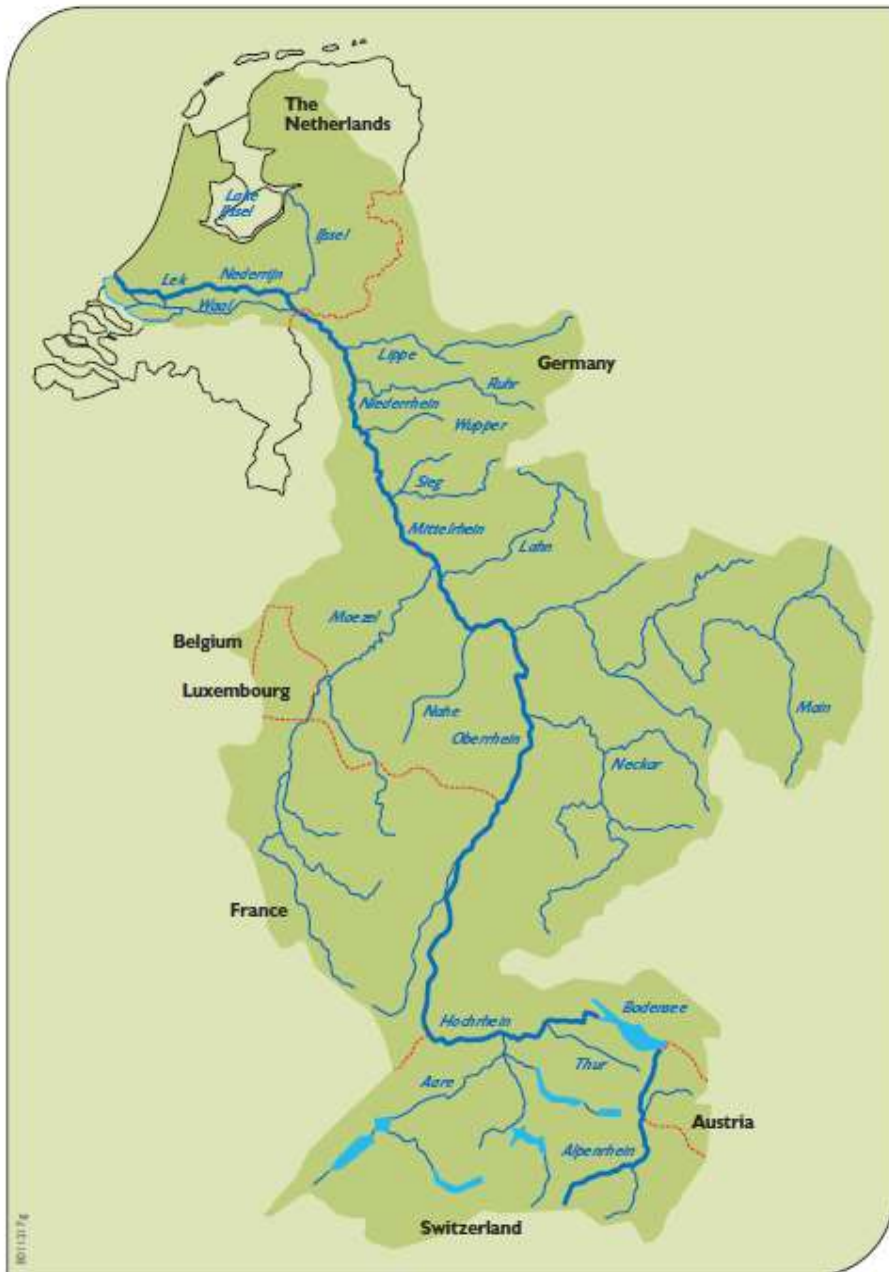 The
Netherlands
Lake
IJssel
IJssel
Nederrijn
Lek
Waal
Lippe
Germany
Ruhr
Niederrhein
Wupper
Sieg
Mittelrhein
Lahn
Moezel
Belgium
Luxembourg
Nahe
Main
Oberrhein
Neckar
France
Bodensee
Hochrhein
Thur
Aare
Austria
Alpenrhein
Switzerland